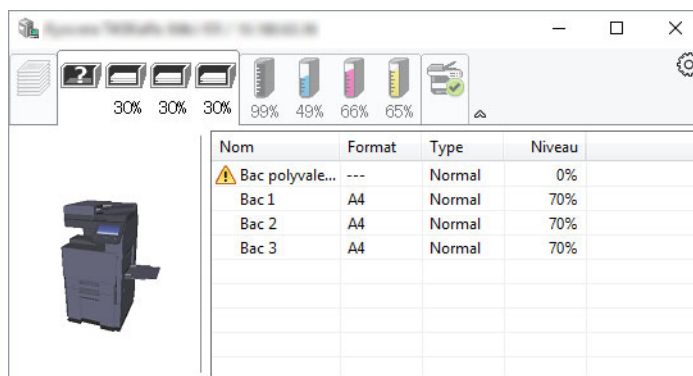 30% 30% 30% 99% 49% 66% 65%
Nom Format Type Niveau
Bac polyvale... --- Normal 0%
Bac 1 A4 Normal 70%
Bac 2 A4 Normal 70%
Bac 3 A4 Normal 70%